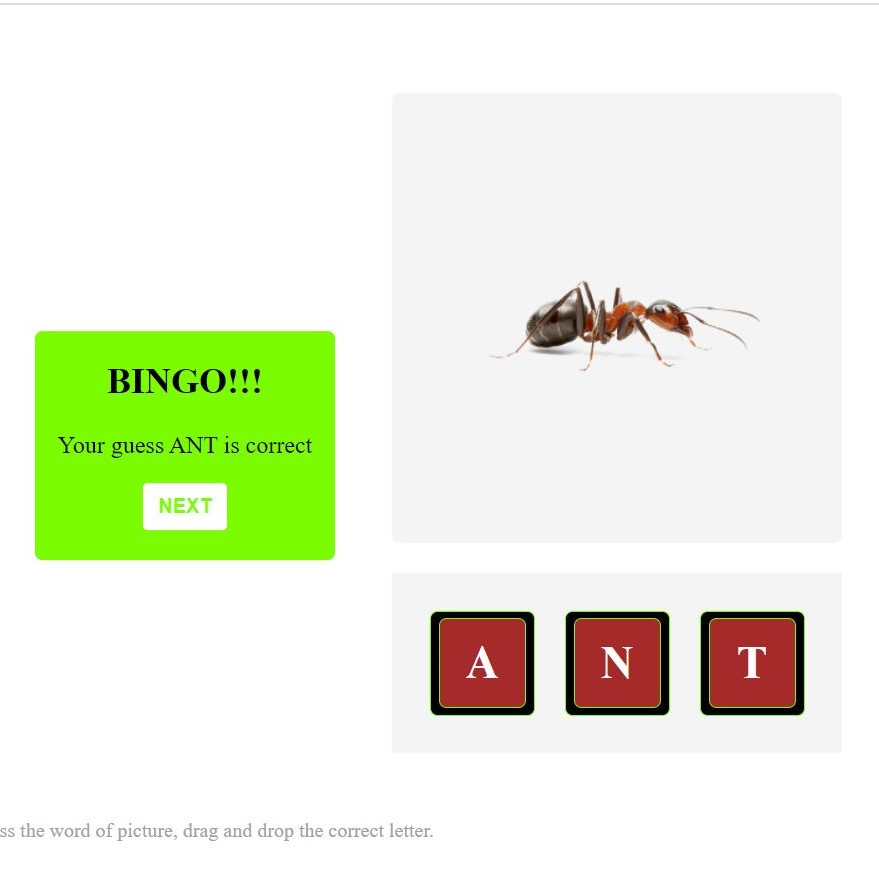 BINGO!!!
Your guess ANT is correct
NEXT
A N T
ss the word of picture, drag and drop the correct letter.